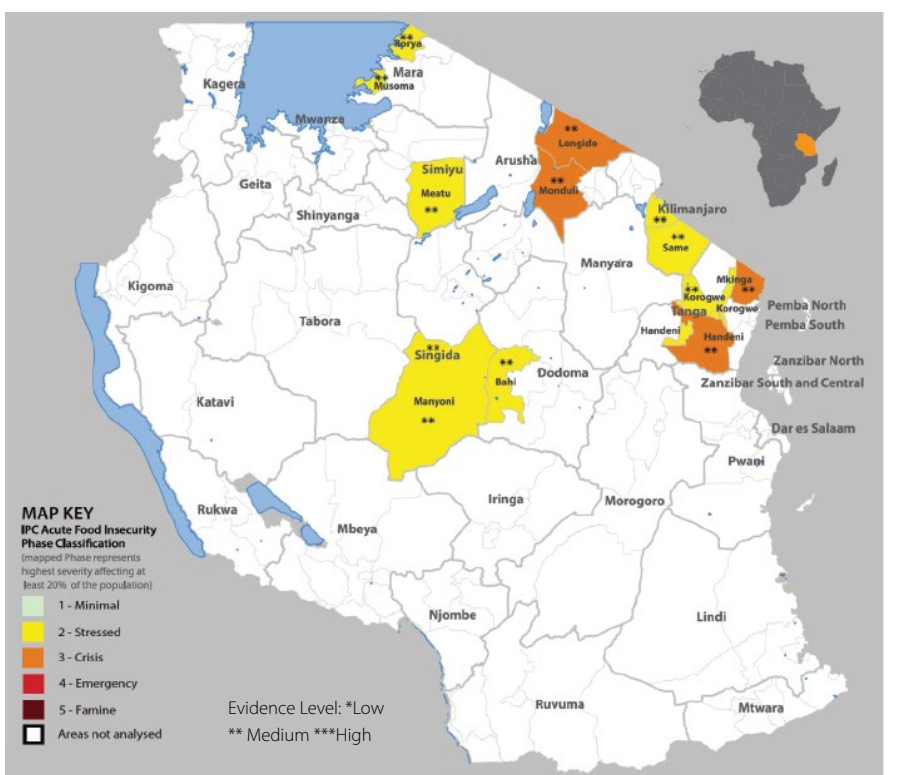 **
Rorya
Mara
**
Musoma
Kagera
Mwanza
**
Longido
Arusha
Simiyu
Meatu
**
**
Monduli
Geita
Shinyanga
Kilimanjaro
**
**
Same
Manyara
Kigoma
Mkinga
**
**
Korogwe
Korogwe
Pemba North
Pemba South
Tanga
Tabora
Handeni
Handeni
**
**
Singida
**
Bahi
Dodoma
Zanzibar North
Zanzibar South and Central
Katavi
Manyoni
**
Dar es Salaam
Pwani
Rukwa
Iringa
Morogoro
Mbeya
Njombe
Lindi
Ruvuma
Mtwara
MAP KEY
IPC Acute Food Insecurity
Phase Classification
(mapped Phase represents
highest severity affecting at
least 20% of the population)
1 - Minimal
2 - Stressed
3 - Crisis
4 - Emergency
5 - Famine
Areas not analysed
Evidence Level: *Low
** Medium ***High